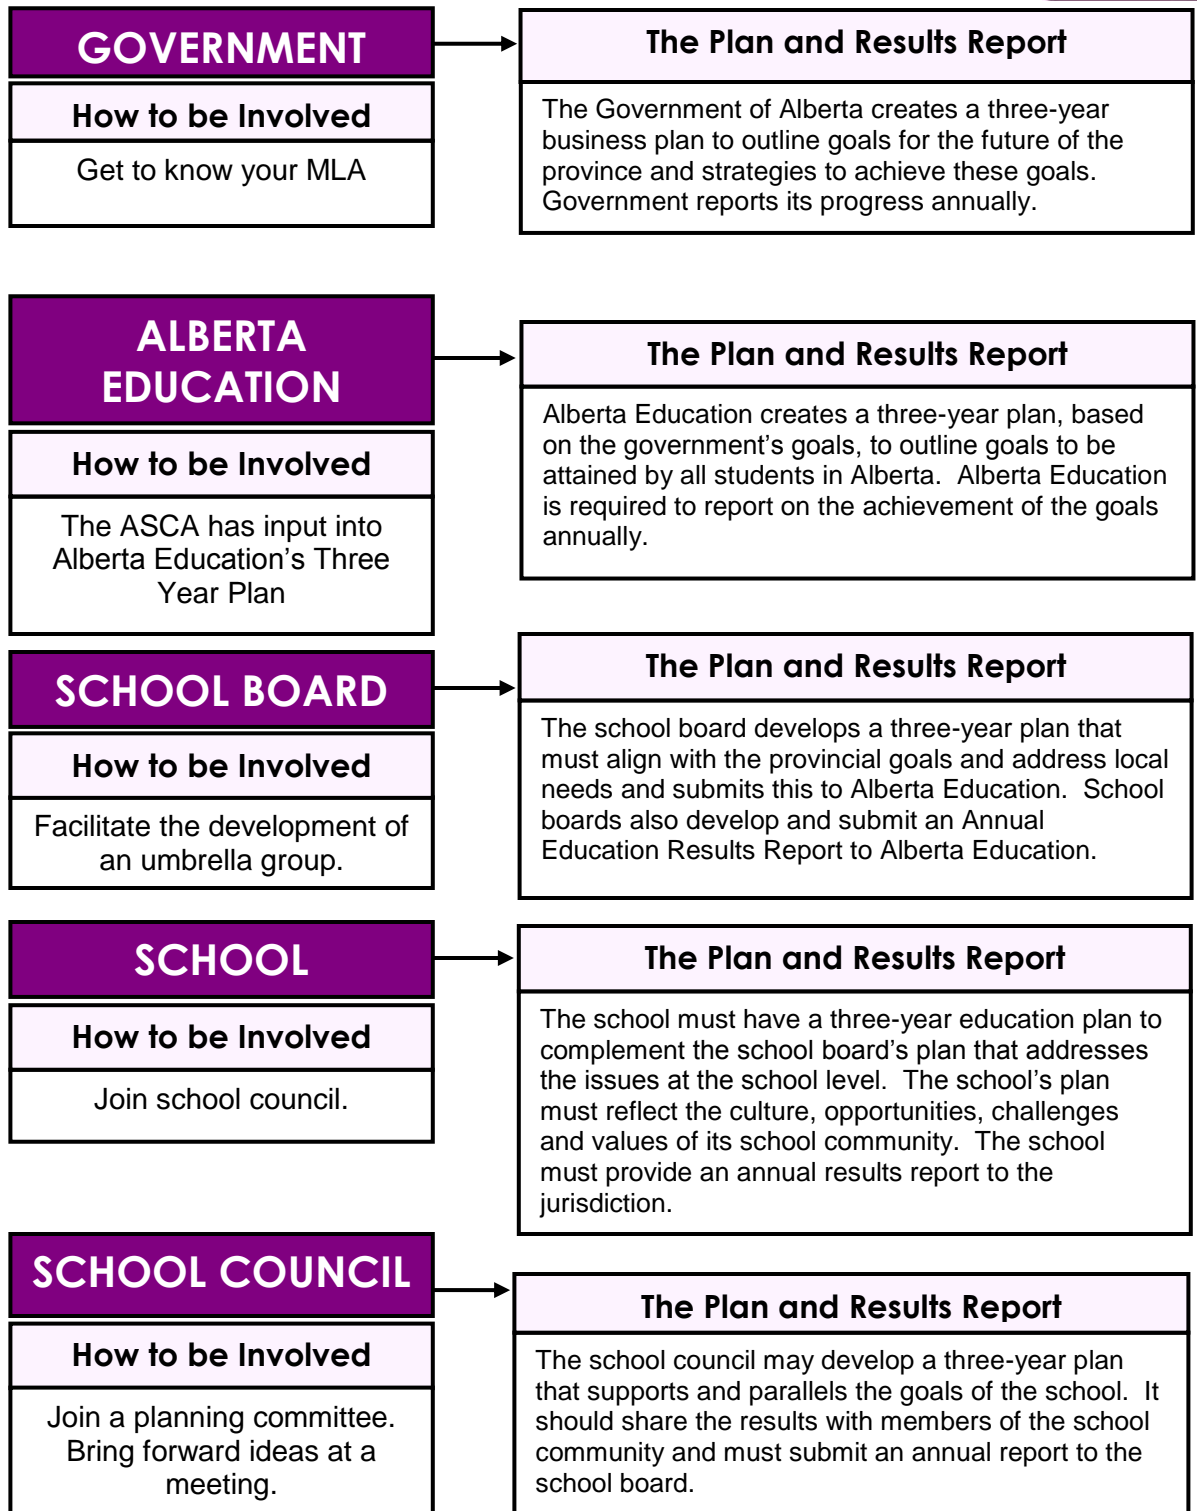 GOVERNMENT
How to be Involved
Get to know your MLA
The Plan and Results Report
The Government of Alberta creates a three-year
business plan to outline goals for the future of the
province and strategies to achieve these goals.
Government reports its progress annually.
ALBERTA
EDUCATION
How to be Involved
The ASCA has input into
Alberta Education’s Three
Year Plan
The Plan and Results Report
Alberta Education creates a three-year plan, based
on the government’s goals, to outline goals to be
attained by all students in Alberta.  Alberta Education
is required to report on the achievement of the goals
annually.
SCHOOL BOARD
How to be Involved
Facilitate the development of
an umbrella group.
The Plan and Results Report
The school board develops a three-year plan that
must align with the provincial goals and address local
needs and submits this to Alberta Education.  School
boards also develop and submit an Annual
Education Results Report to Alberta Education.
SCHOOL
How to be Involved
Join school council.
The Plan and Results Report
The school must have a three-year education plan to
complement the school board’s plan that addresses
the issues at the school level.  The school’s plan
must reflect the culture, opportunities, challenges
and values of its school community.  The school
must provide an annual results report to the
jurisdiction.
SCHOOL COUNCIL
How to be Involved
Join a planning committee.
Bring forward ideas at a
meeting.
The Plan and Results Report
The school council may develop a three-year plan
that supports and parallels the goals of the school.  It
should share the results with members of the school
community and must submit an annual report to the
school board.